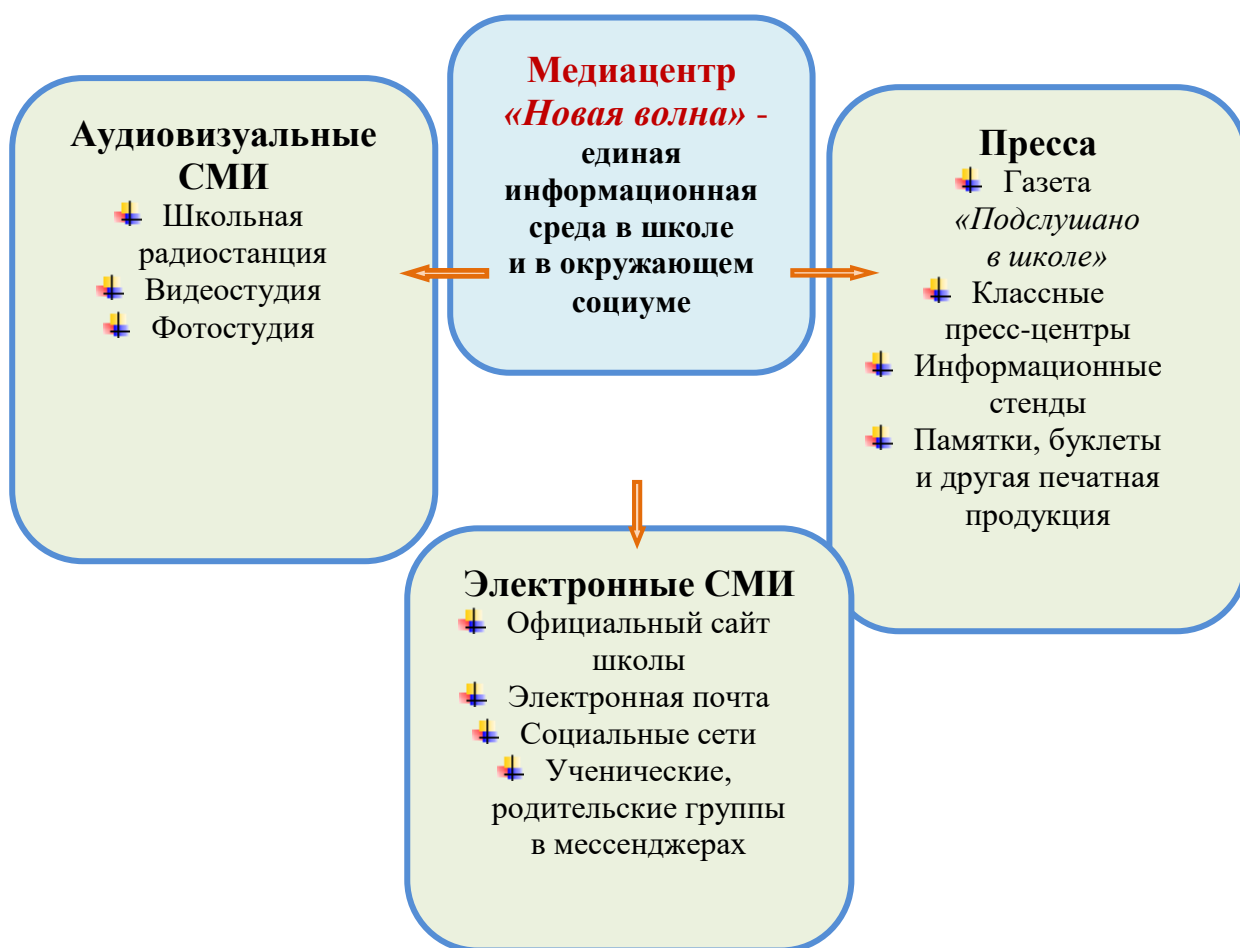 Медиацентр
«Новая волна» -
единая
информационная
среда в школе
и в окружающем
социуме
Аудиовизуальные
СМИ
Школьная
радиостанция
Видеостудия
Фотостудия
Пресса
Газета
«Подслушано
в школе»
Классные
пресс-центры
Информационные
стенды
Памятки, буклеты
и другая печатная
продукция
Электронные СМИ
Официальный сайт
школы
Электронная почта
Социальные сети
Ученические,
родительские группы
в мессенджерах